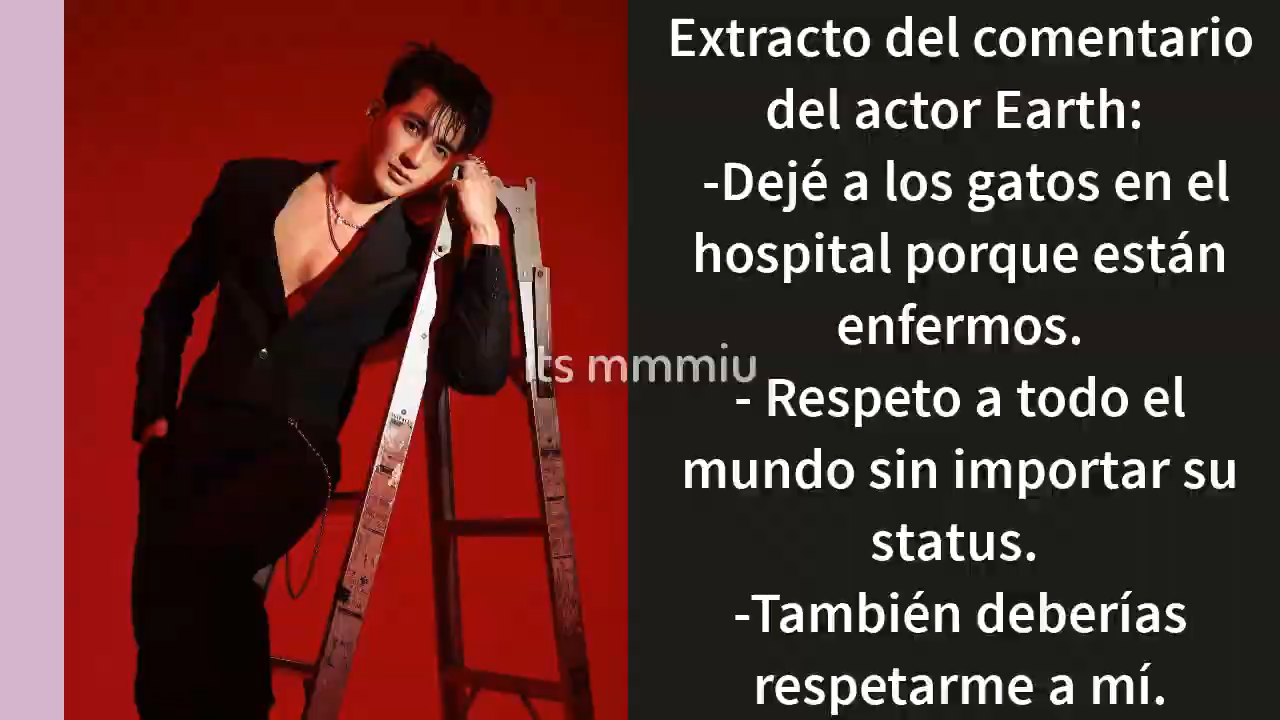 Extracto del comentario
del actor Earth:
-Dejé a los gatos en el
hospital porque están
enfermos.
its mmmiu
- Respeto a todo el
mundo sin importar su
status.
-También deberías
respetarme a mí.